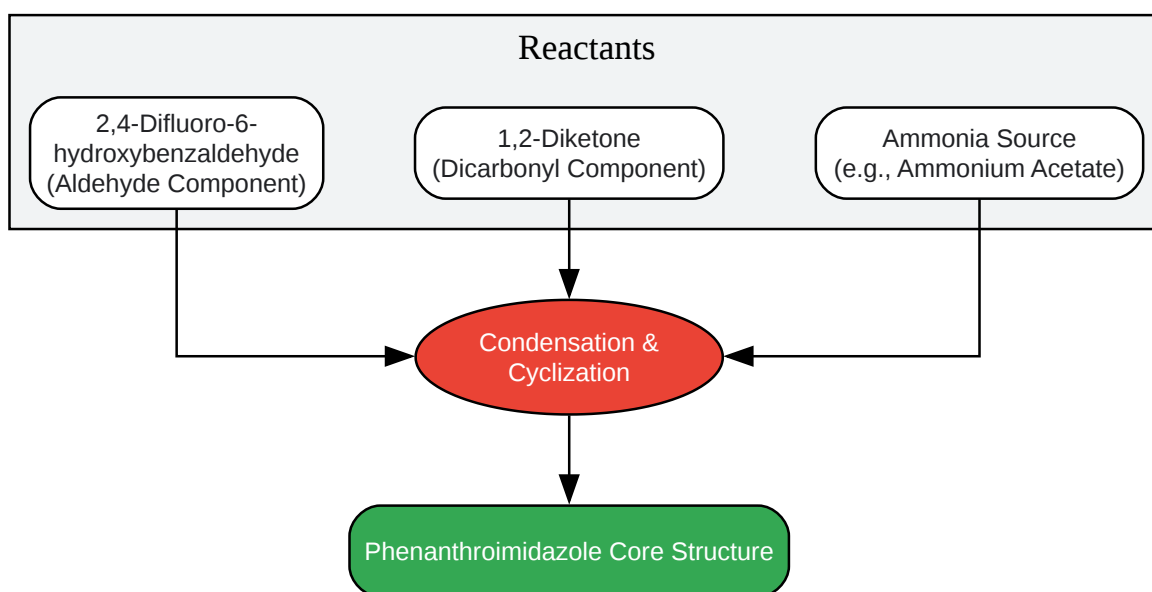 Reactants
2,4-Difluoro-6-
hydroxybenzaldehyde
(Aldehyde Component)
1,2-Diketone
(Dicarbonyl Component)
Ammonia Source
(e.g., Ammonium Acetate)
Condensation &
Cyclization
Phenanthroimidazole Core Structure